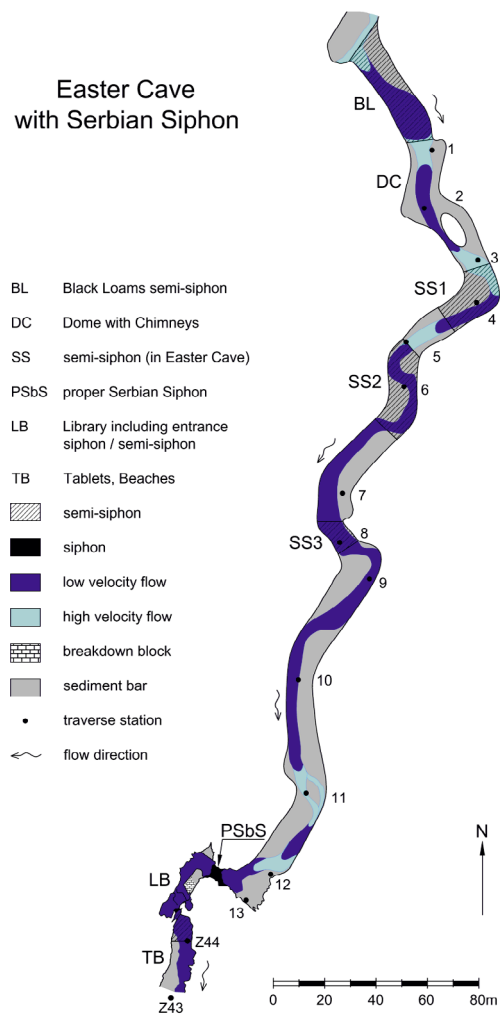 Easter Cave
with Serbian Siphon
BL
1
DC
2
3
SS1
4
5
SS2
6
7
SS3
8
9
10
11
PSbS
12
13
LB
TB
Z44
Z43
BL Black Loams semi-siphon
DC Dome with Chimneys
SS semi-siphon (in Easter Cave)
PSbS proper Serbian Siphon
LB Library including entrance
siphon / semi-siphon
TB Tablets, Beaches
semi-siphon
siphon
low velocity flow
high velocity flow
breakdown block
sediment bar
traverse station
flow direction
N
0 20 40 60 80m